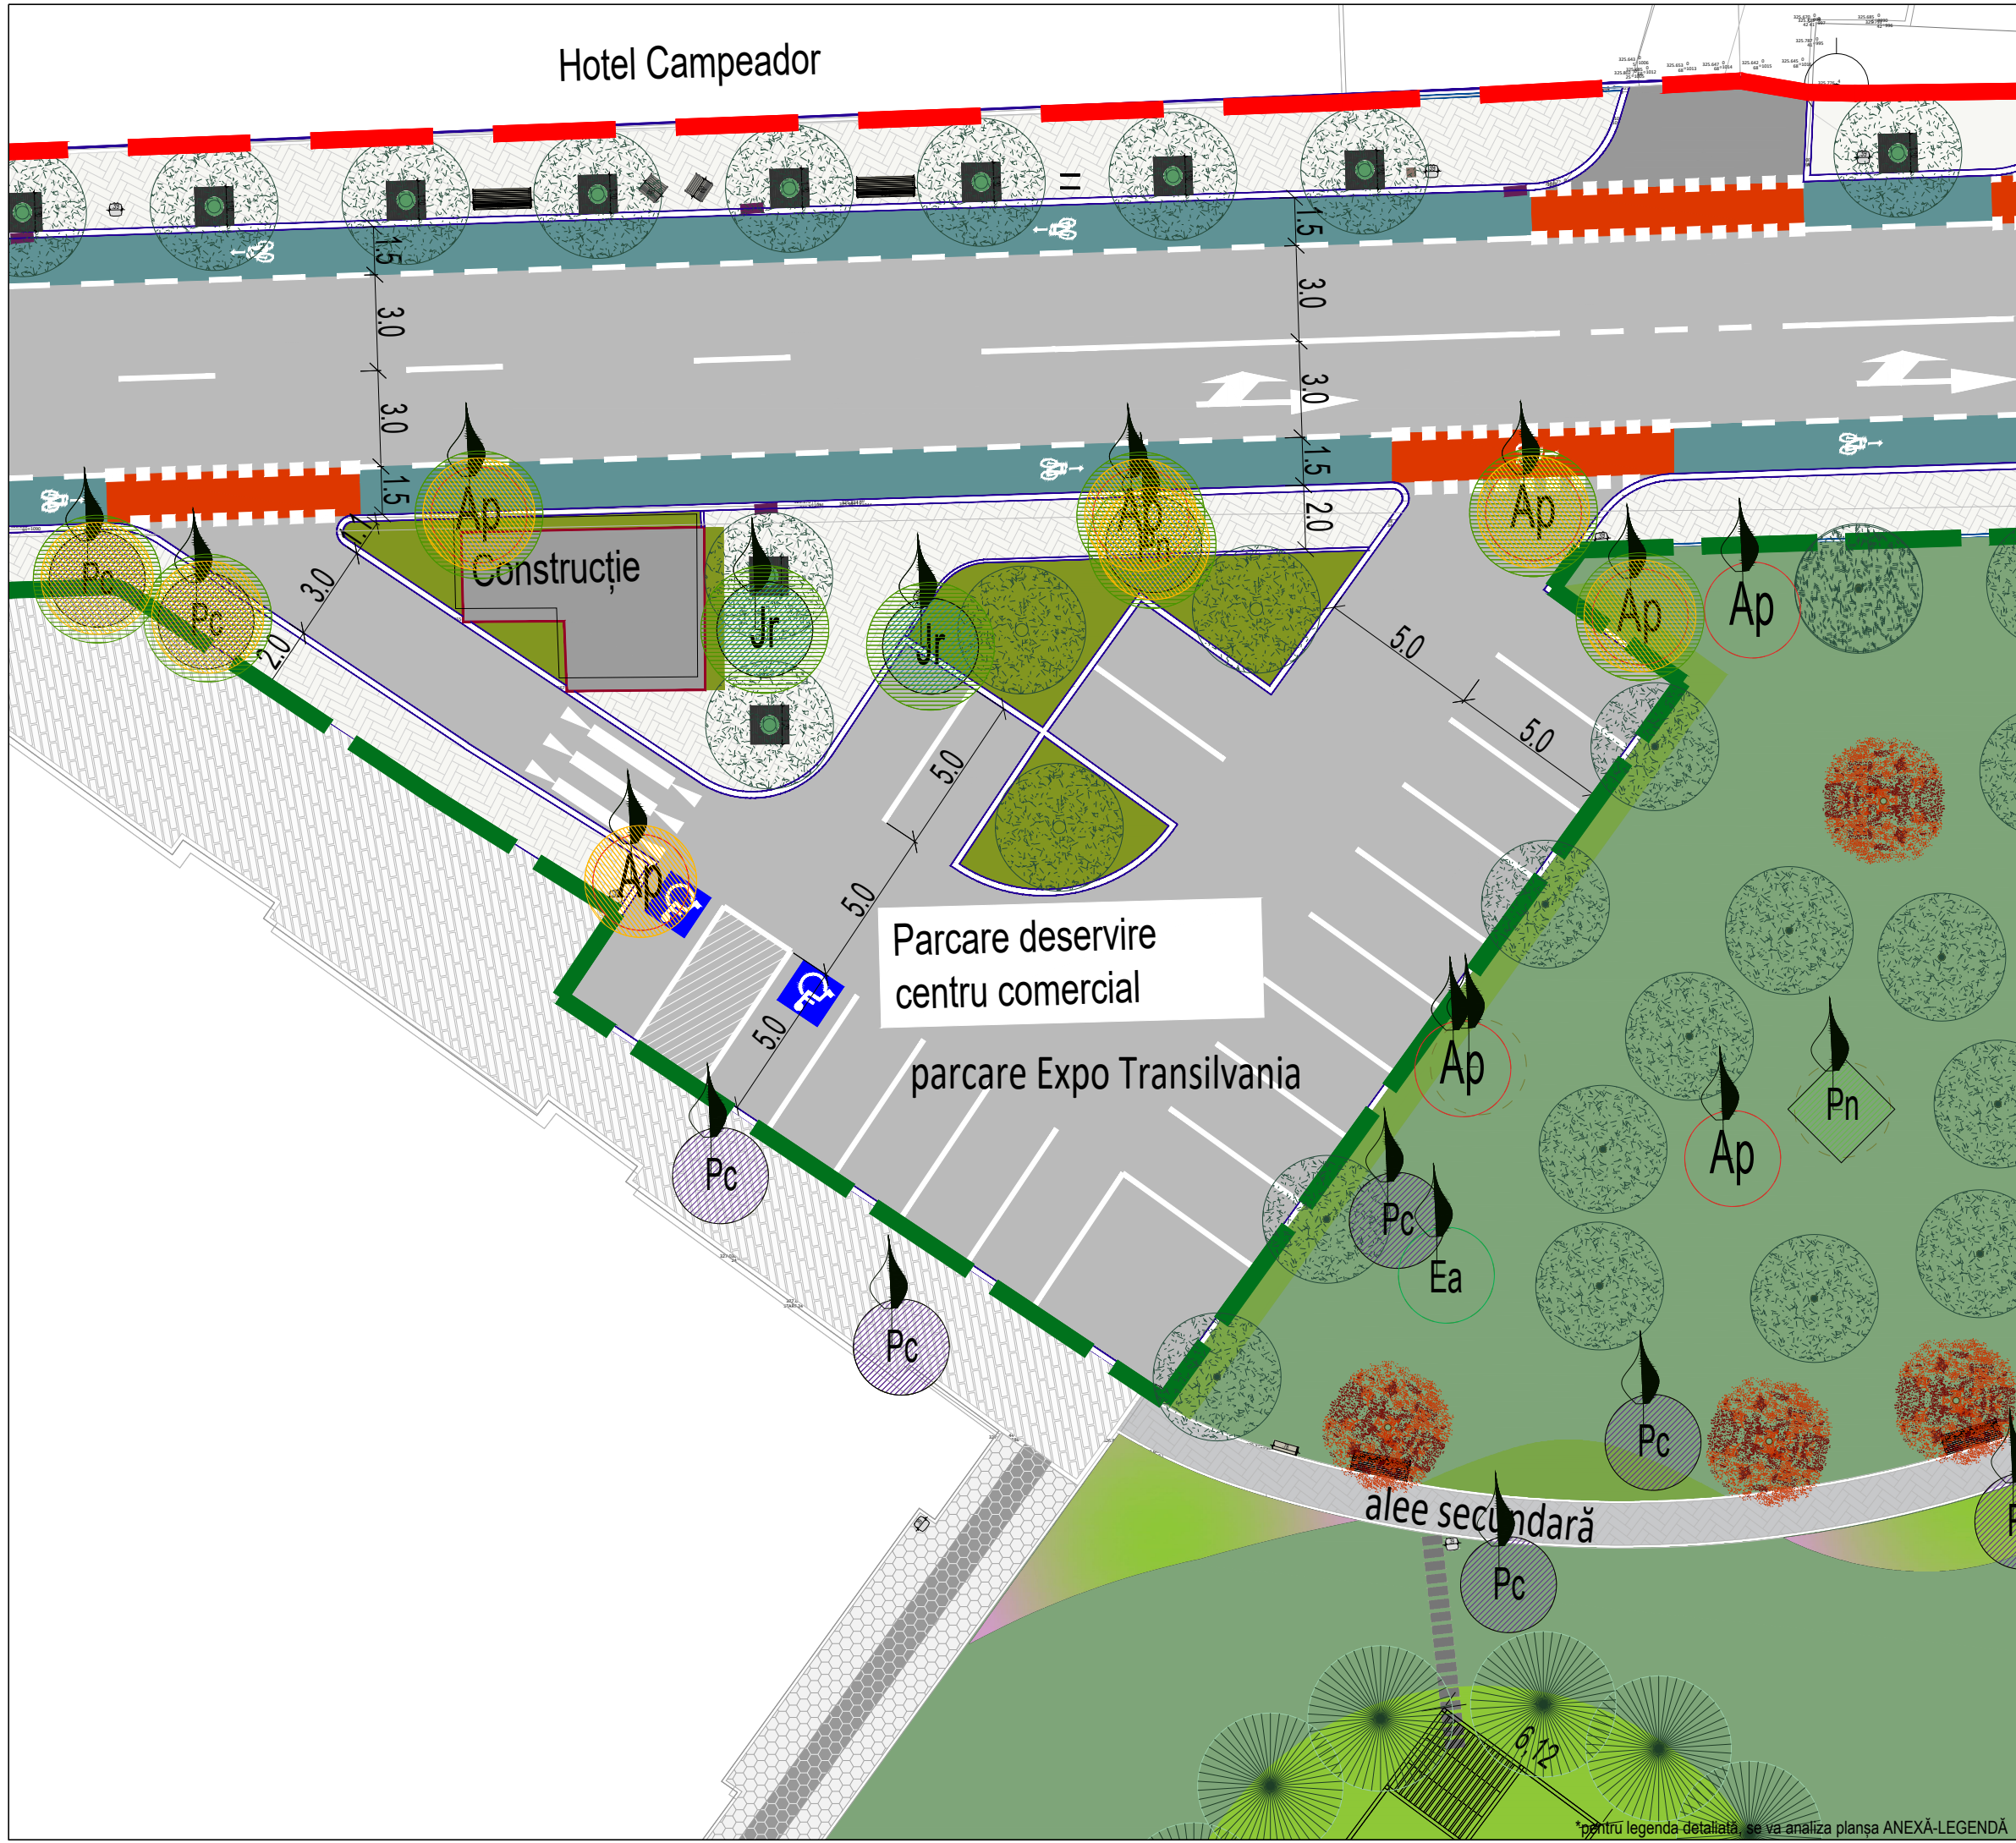 Hotel Campeador
1.5
1.5
3.0
3.0
3.0
3.0
1.5
1.5
2.0
Ap
Ap
Ap
Construcție
Pc
Pc
3.0
2.0
Jr
Jr
Ap
Ap
5.0
5.0
5.0
Ap
5.0
5.0
Parcare deservire
centru comercial
parcare Expo Transilvania
Ap
Pn
Ap
Pc
Pc
Ea
Pc
Pc
alee secundară
Pc
6,12
*pentru legenda detaliată, se va analiza planșa ANEXĂ-LEGENDĂ